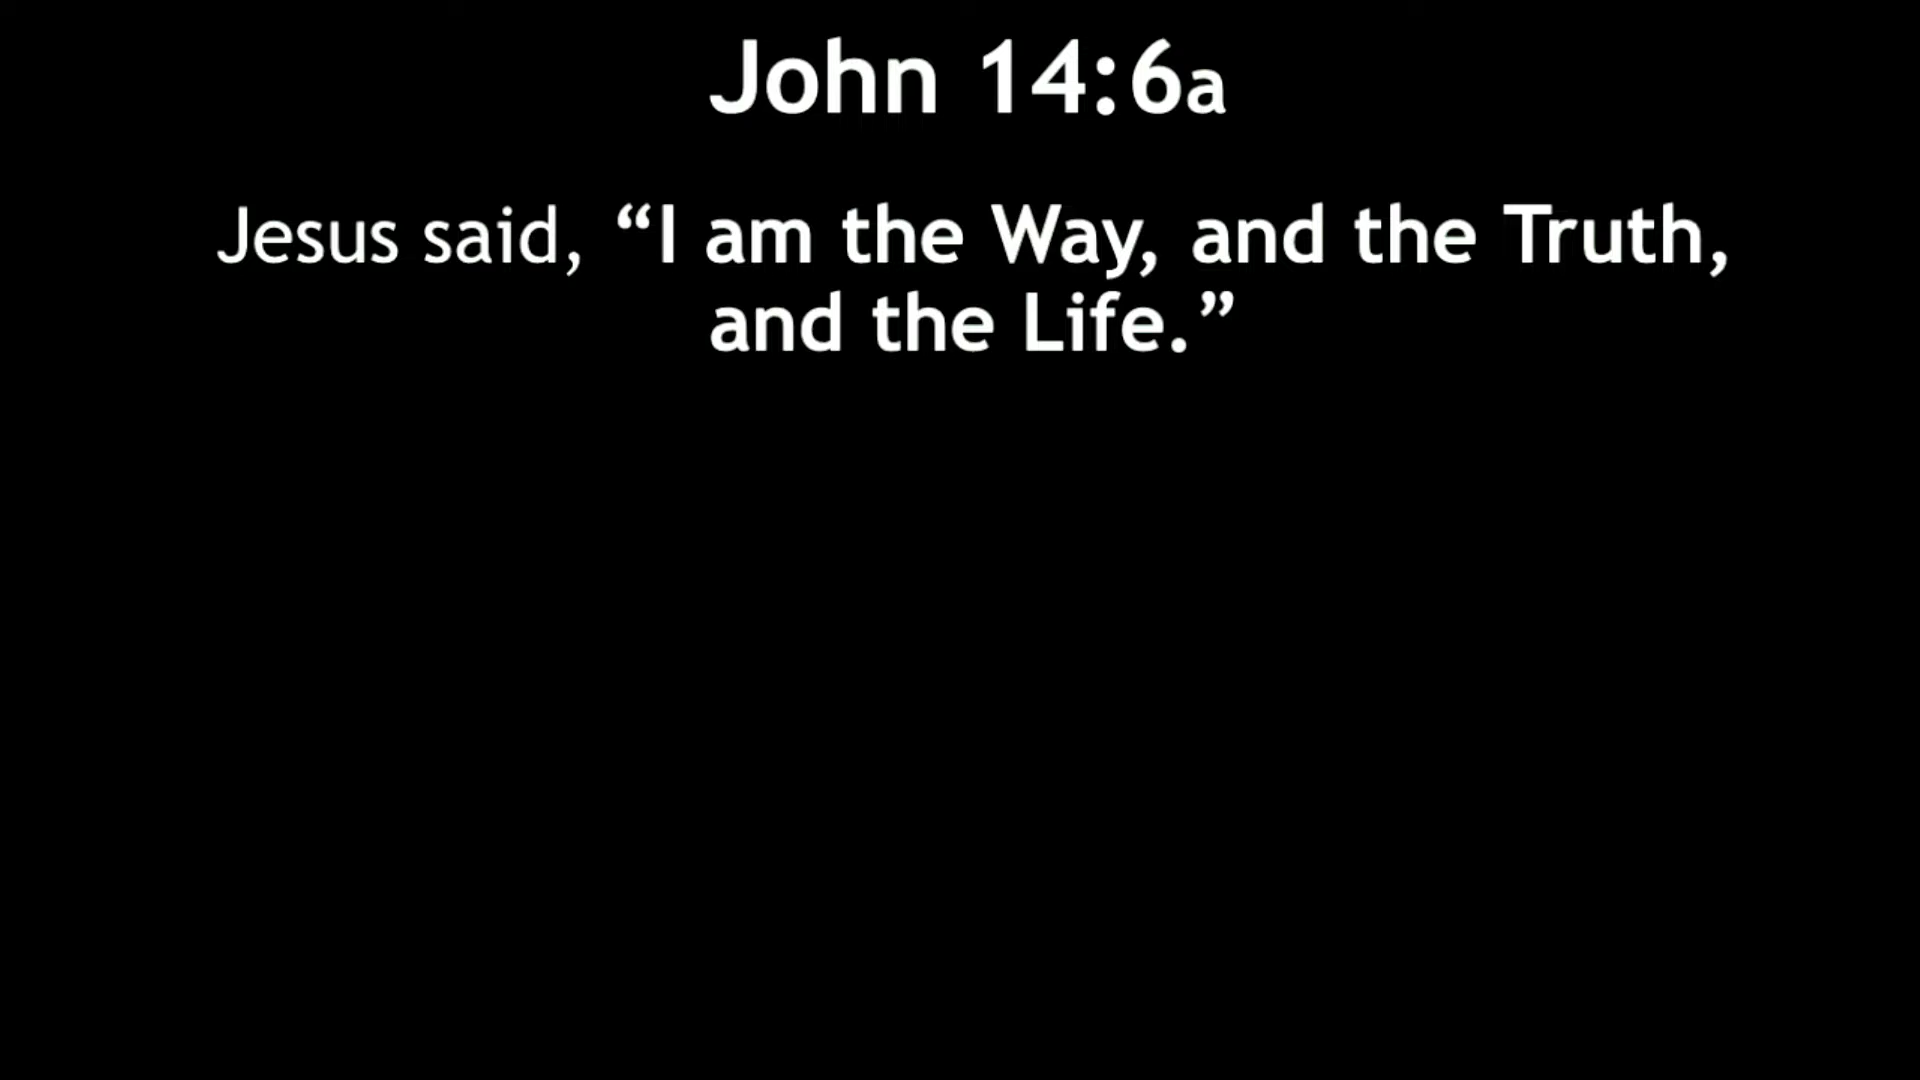 John 14:6a
Jesus said, “I am the Way, and the Truth,
and the Life.”